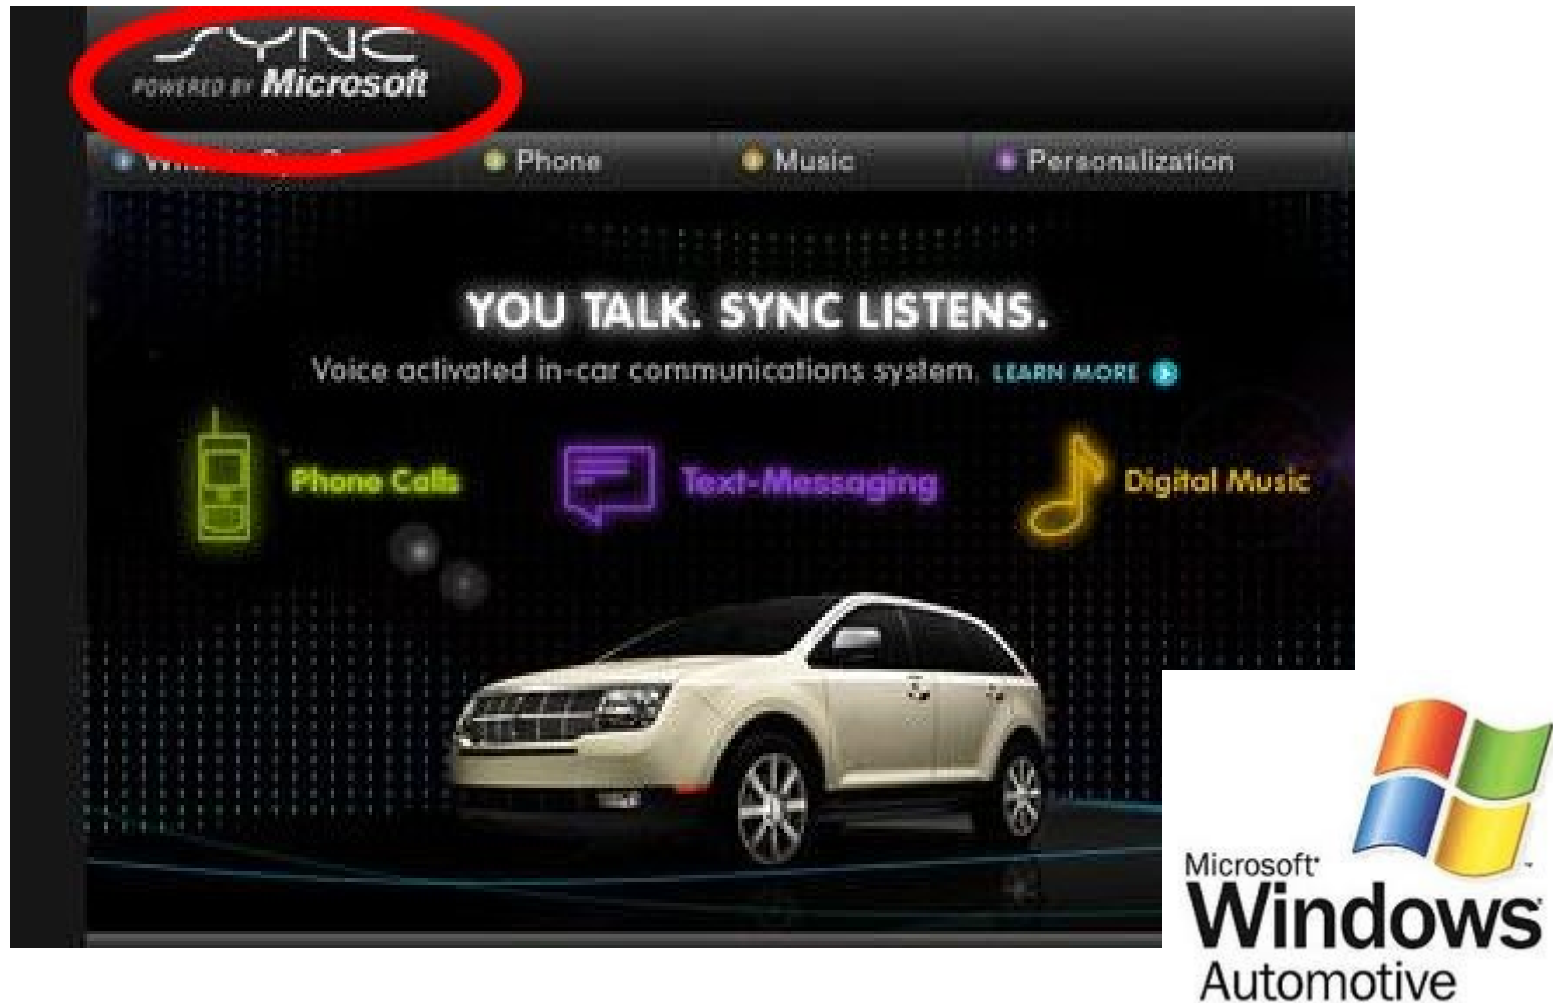 SYNC
POWERED BY Microsoft
Phone
Music
Personalization
YOU TALK. SYNC LISTENS.
Voice activated in-car communications system. LEARN MORE
Phone Calls
Text-Messaging
Digital Music
Microsoft
Windows
Automotive